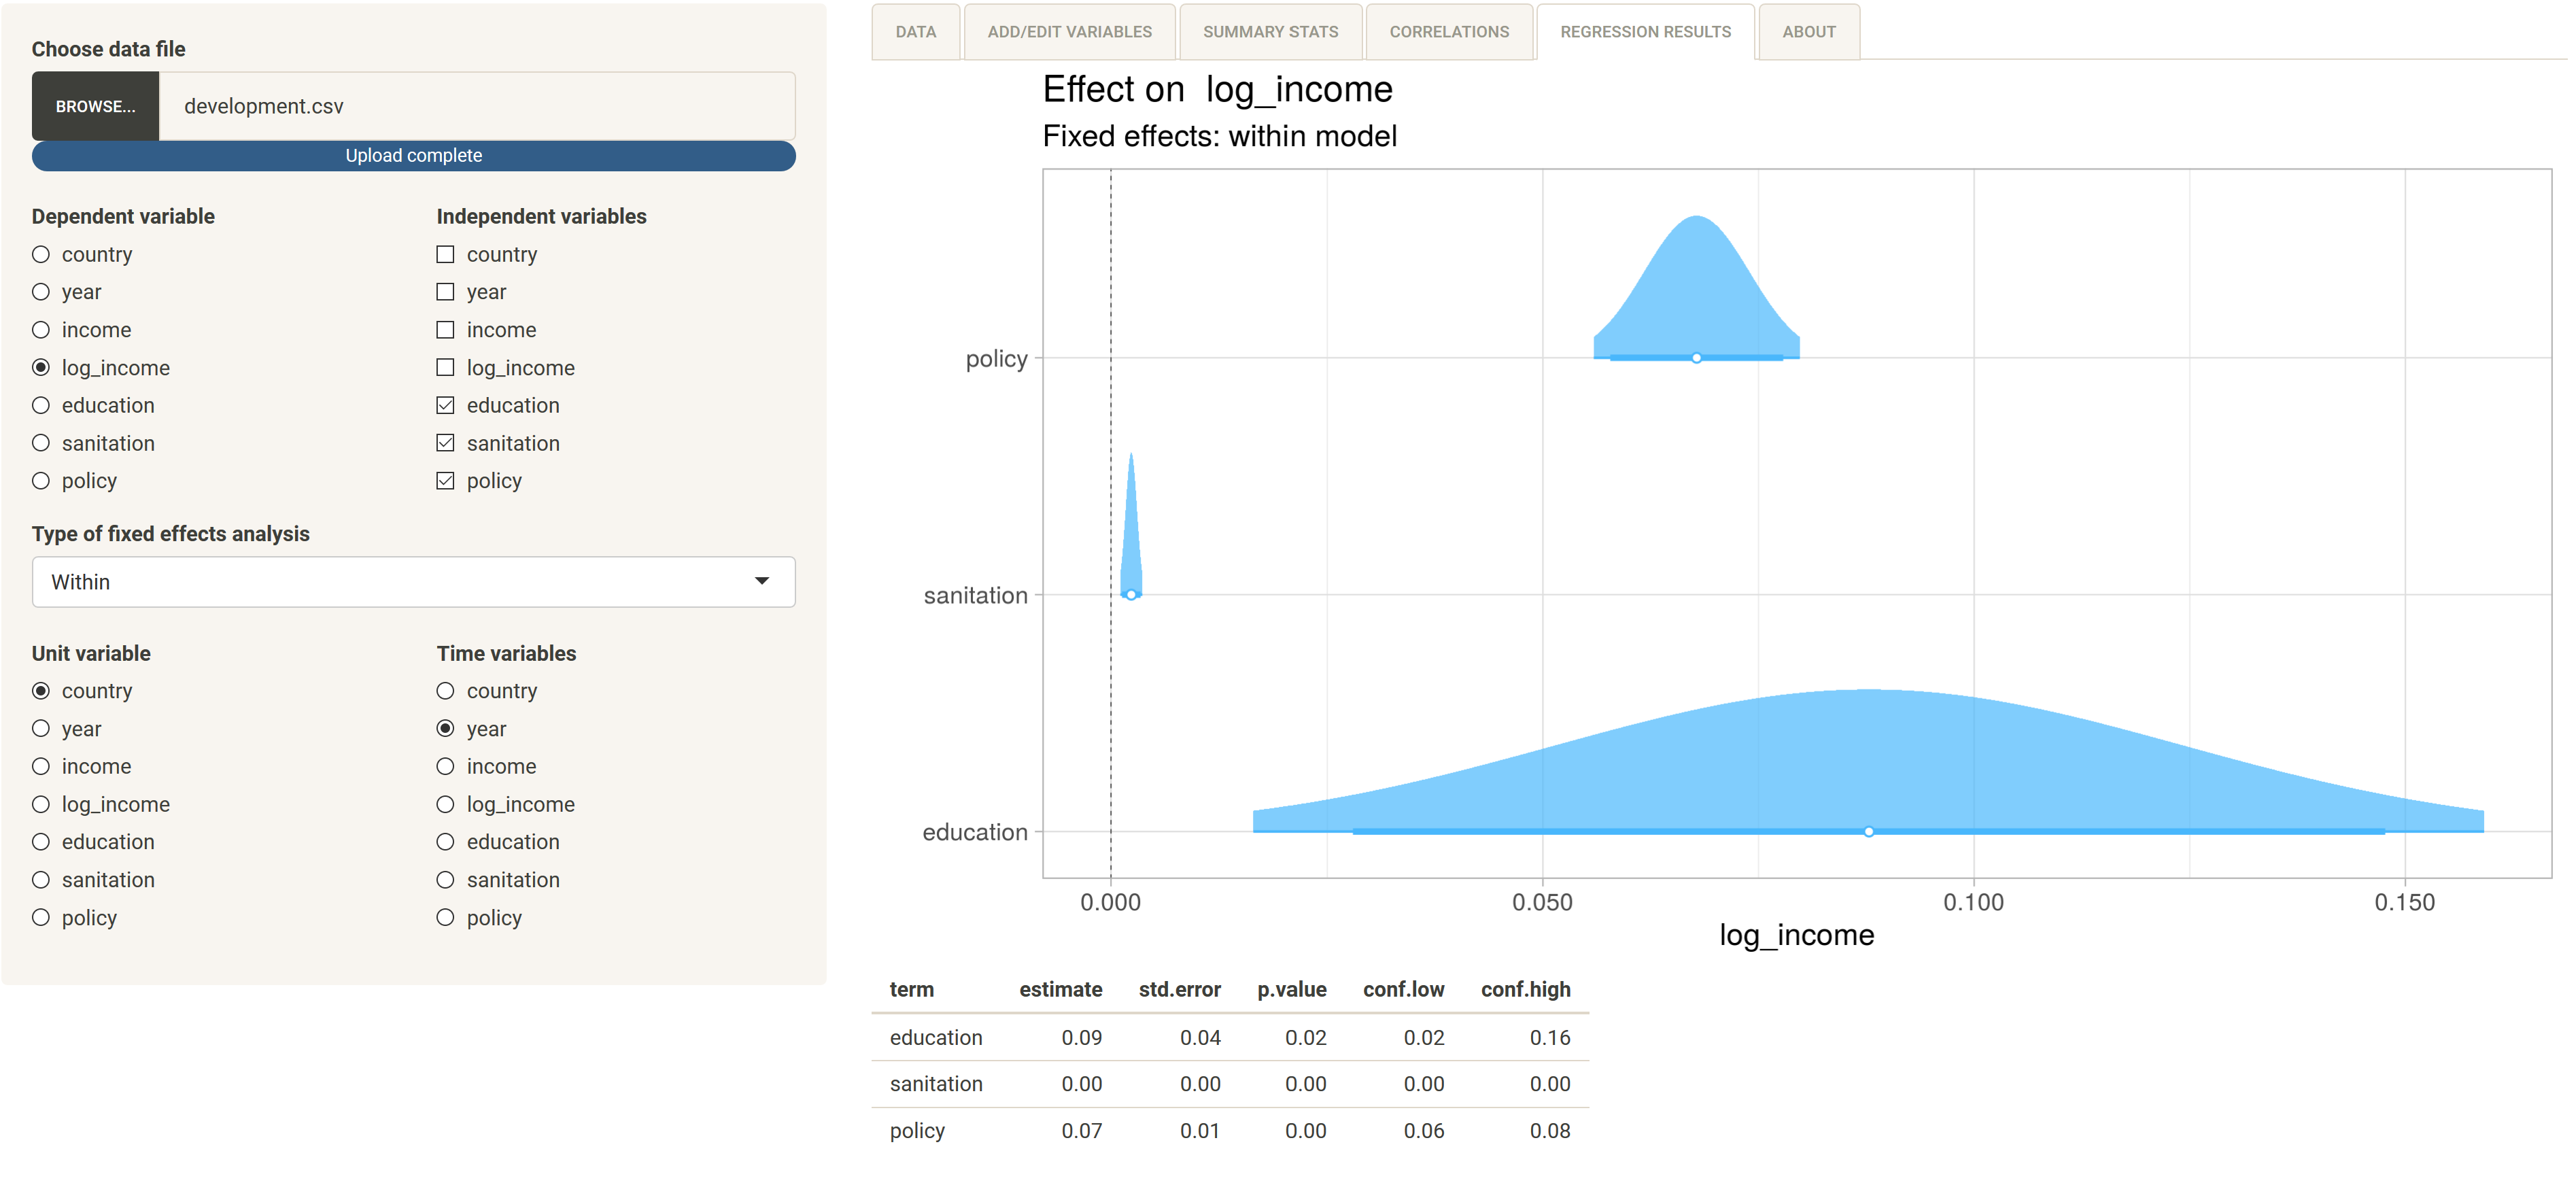 Choose data file
BROWSE... development.csv
Upload complete
Dependent variable
country
year
income
log_income
education
sanitation
policy
Independent variables
country
year
income
log_income
education
sanitation
policy
Type of fixed effects analysis
Within
Unit variable
country
year
income
log_income
education
sanitation
policy
Time variables
country
year
income
log_income
education
sanitation
policy
DATA ADD/EDIT VARIABLES SUMMARY STATS CORRELATIONS REGRESSION RESULTS ABOUT
Effect on log_income
Fixed effects: within model
policy
sanitation
education
0.000 0.050 0.100 0.150
log_income
term estimate std.error p.value conf.low conf.high
education 0.09 0.04 0.02 0.02 0.16
sanitation 0.00 0.00 0.00 0.00 0.00
policy 0.07 0.01 0.00 0.06 0.08